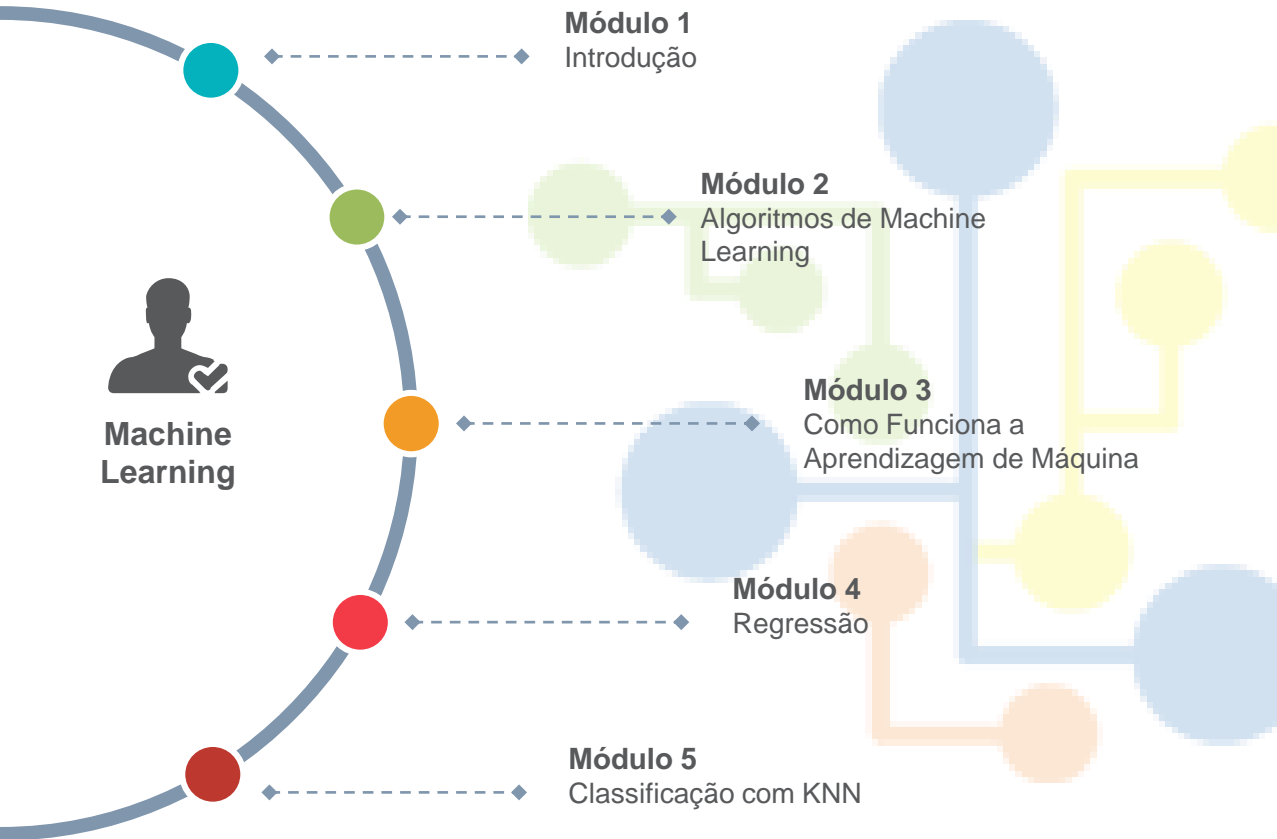 Módulo 1
Introdução
Módulo 2
Algoritmos de Machine
Learning
Machine
Learning
Módulo 3
Como Funciona a
Aprendizagem de Máquina
Módulo 4
Regressão
Módulo 5
Classificação com KNN